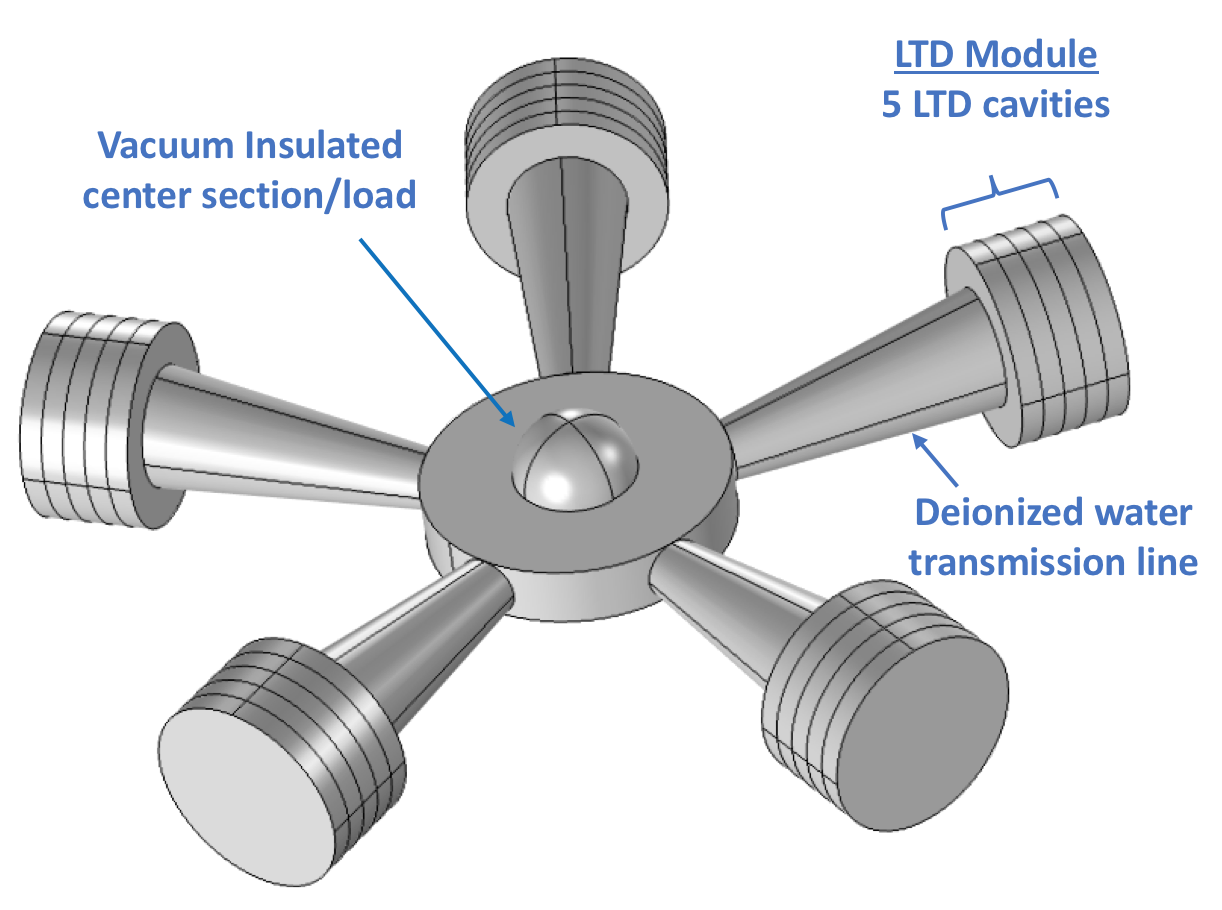 LTD Module
5 LTD cavities
Vacuum Insulated
center section/load
Deionized water
transmission line